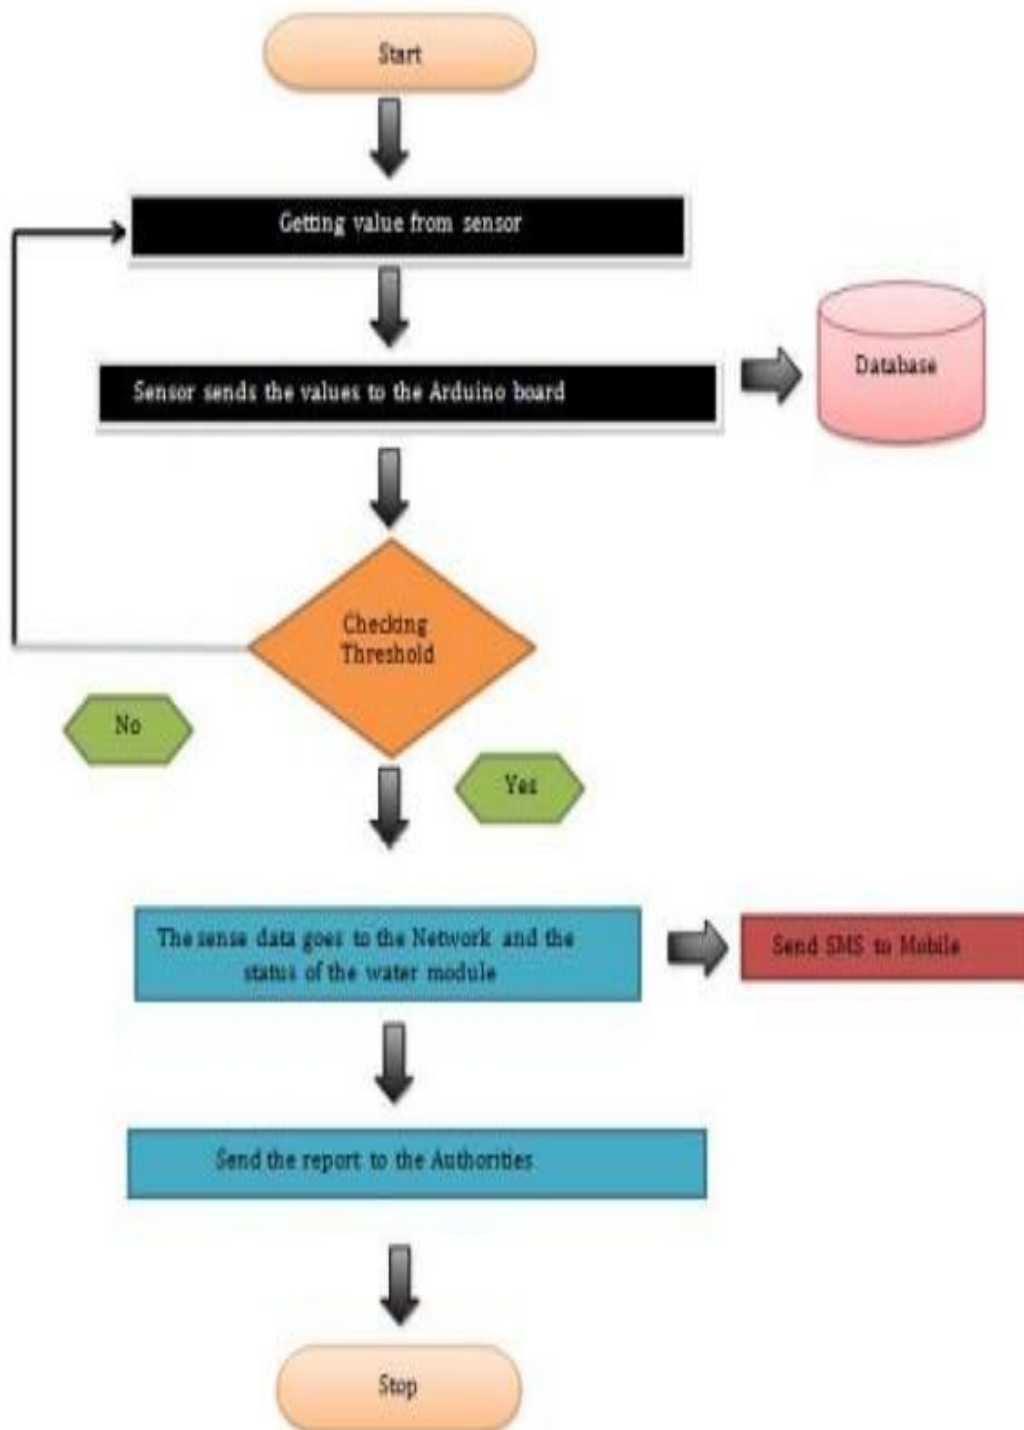 Start
Getting value from sensor
Sensor sends the values to the Arduino board
Database
Checking
Threshold
No
Yes
The sense data goes to the Network and the
status of the water module
Send SMS to Mobile
Send the report to the Authorities
Stop